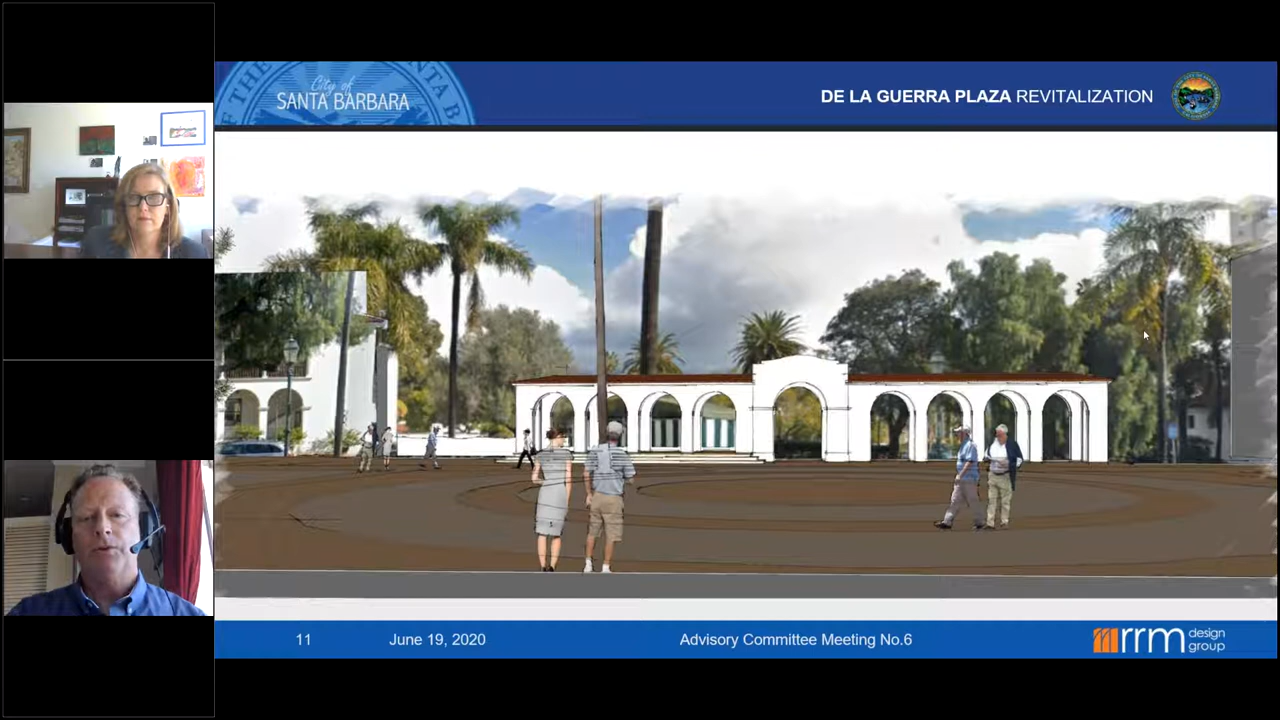 City of
SANTA BARBARA
DE LA GUERRA PLAZA REVITALIZATION
11
June 19, 2020
Advisory Committee Meeting No.6
rrm design
group